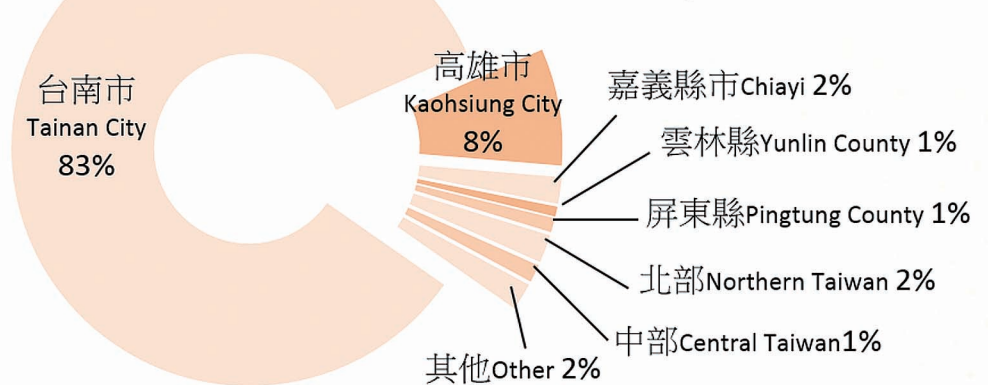 台南市
Tainan City
83%
高雄市
Kaohsiung City
8%
嘉義縣市Chiayi 2%
雲林縣Yunlin County 1%
屏東縣Pingtung County 1%
北部Northern Taiwan 2%
中部Central Taiwan1%
其他Other 2%